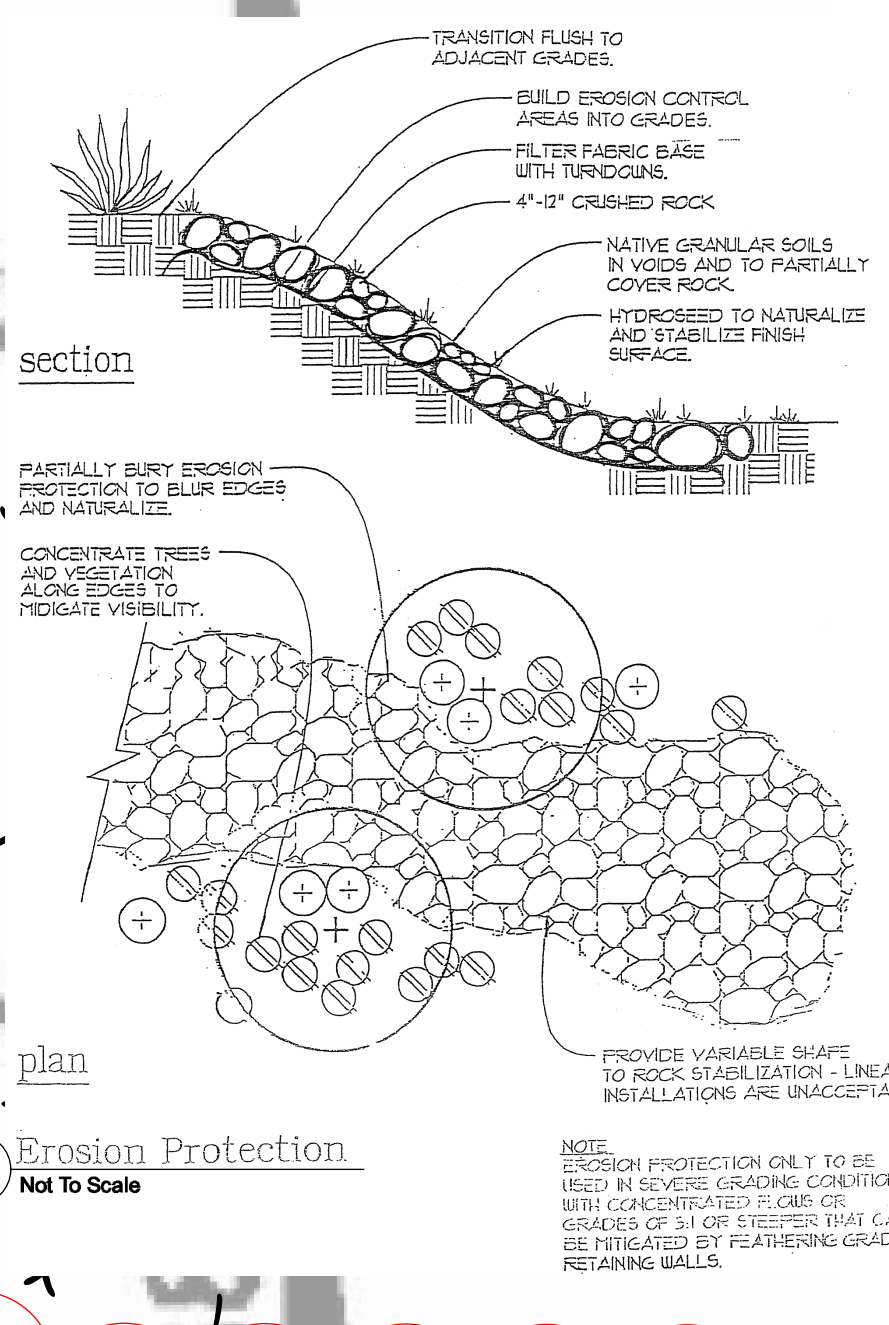 TRANSITION FLUSH TO
ADJACENT GRADES.
BUILD EROSION CONTROL
AREAS INTO GRADES.
FILTER FABRIC BASE
WITH TURNDOWNS.
4"-12" CRUSHED ROCK
NATIVE GRANULAR SOILS
IN VOIDS AND TO PARTIALLY
COVER ROCK
HYDROSEED TO NATURALIZE
AND STABILIZE FINISH
SURFACE.
section
PARTIALLY BURY EROSION
PROTECTION TO BLUR EDGES
AND NATURALIZE.
CONCENTRATE TREES
AND VEGETATION
ALONG EDGES TO
MIDIGATE VISIBILITY.
plan
PROVIDE VARIABLE SHAPE
TO ROCK STABILIZATION - LINEA
INSTALLATIONS ARE UNACCEPTA
Erosion Protection
Not To Scale
NOTE
EROSION PROTECTION ONLY TO BE
USED IN SEVERE GRADING CONDITIO
WITH CONCENTRATED FLOWS OR
GRADES OF 3:1 OR STEEPER THAT CA
BE MITIGATED BY FEATHERING GRAD
RETAINING WALLS.